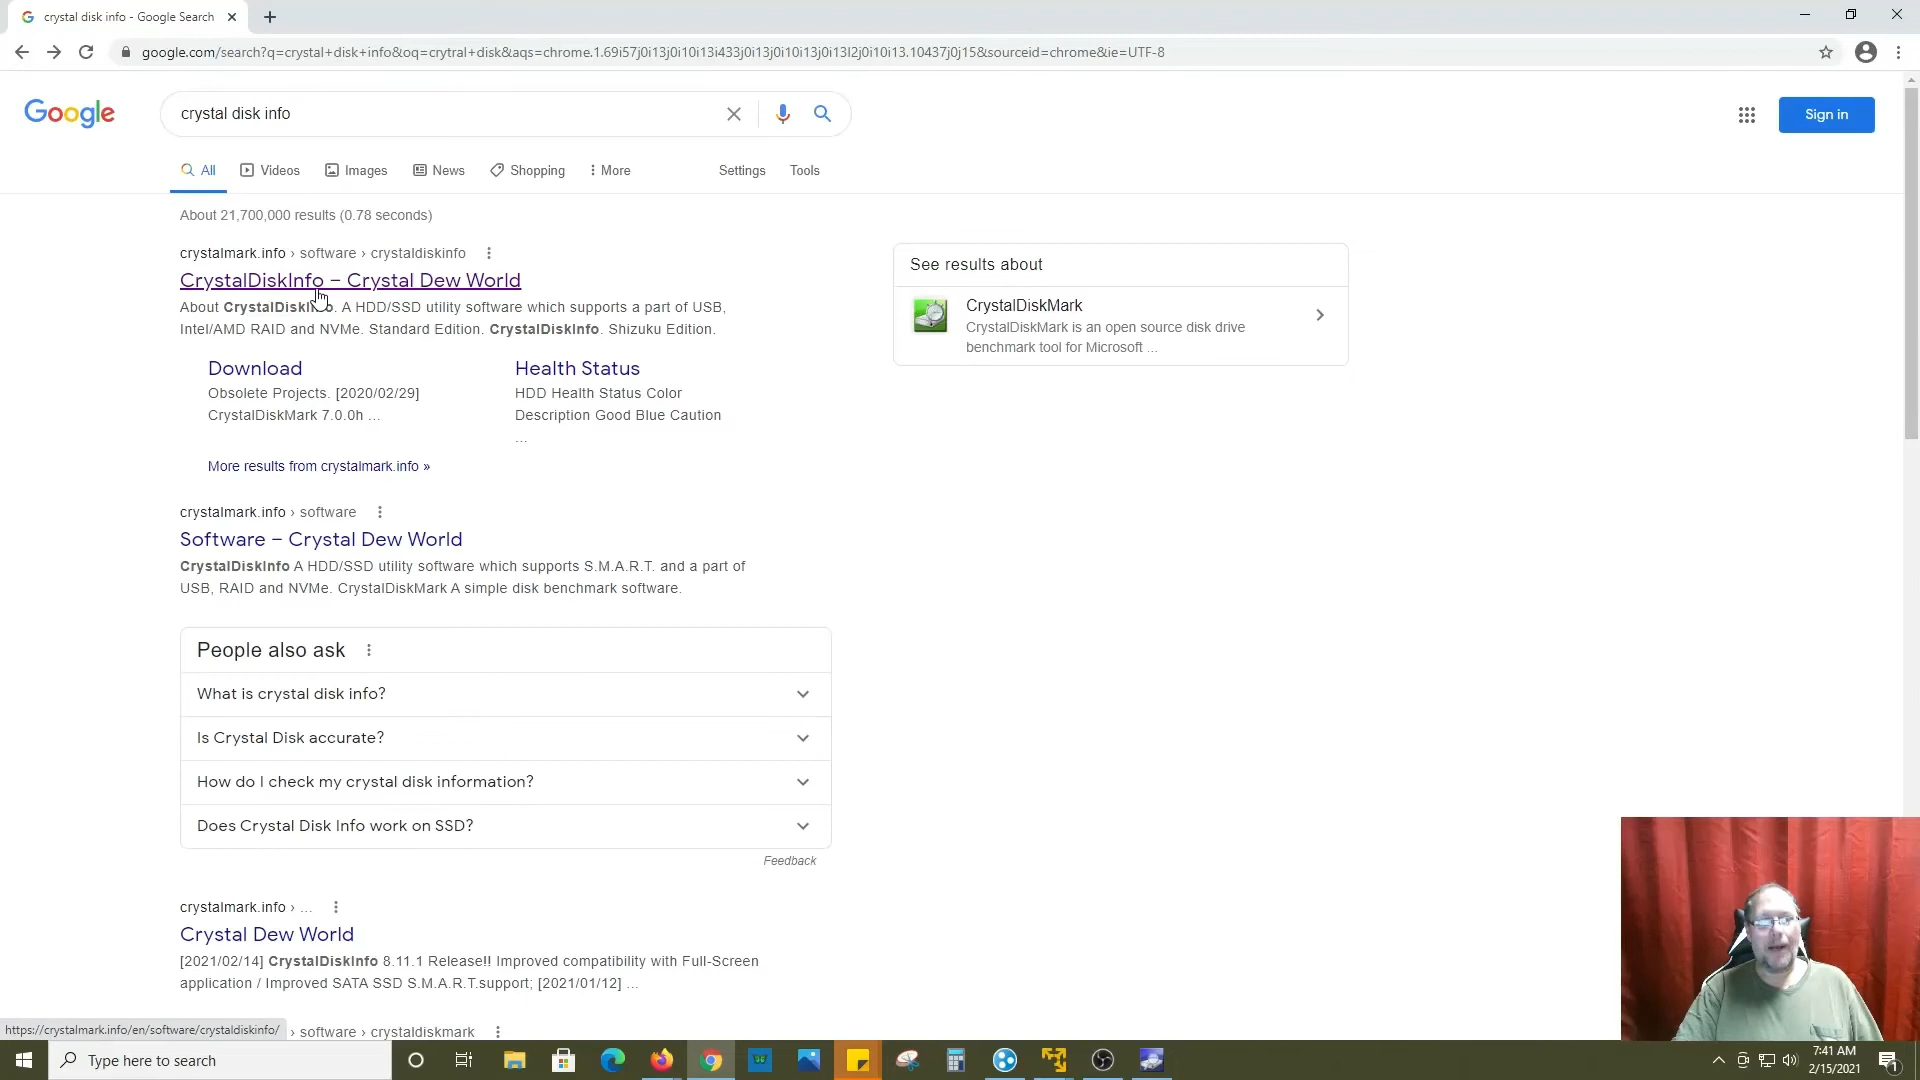 crystal disk info - Google Search
google.com/search?q=crystal+disk+info&oq=crytral+disk&aqs=chrome.1.69i57j0i13j0i10i13i433j0i13j0i10i13j0i13l2j0i10i13.10437j0j15&sourceid=chrome&ie=UTF-8
Google
crystal disk info
Sign in
All
Videos
Images
News
Shopping
More
Settings
Tools
About 21,700,000 results (0.78 seconds)
crystalmark.info › software › crystaldiskinfo
CrystalDiskInfo – Crystal Dew World
About CrystalDiskInfo. A HDD/SSD utility software which supports a part of USB,
Intel/AMD RAID and NVMe. Standard Edition. CrystalDiskInfo. Shizuku Edition.
Download
Obsolete Projects. [2020/02/29]
CrystalDiskMark 7.0.0h ...
Health Status
HDD Health Status Color
Description Good Blue Caution
...
More results from crystalmark.info »
See results about
CrystalDiskMark
CrystalDiskMark is an open source disk drive
benchmark tool for Microsoft ...
crystalmark.info › software
Software – Crystal Dew World
CrystalDiskInfo A HDD/SSD utility software which supports S.M.A.R.T. and a part of
USB, RAID and NVMe. CrystalDiskMark A simple disk benchmark software.
People also ask
What is crystal disk info?
Is Crystal Disk accurate?
How do I check my crystal disk information?
Does Crystal Disk Info work on SSD?
Feedback
crystalmark.info › ...
Crystal Dew World
[2021/02/14] CrystalDiskInfo 8.11.1 Release!! Improved compatibility with Full-Screen
application / Improved SATA SSD S.M.A.R.T.support; [2021/01/12] ...
https://crystalmark.info/en/software/crystaldiskinfo/
› software › crystaldiskmark
Type here to search
7:41 AM
2/15/2021
1